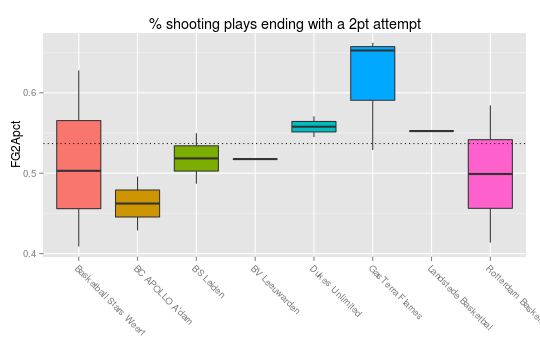 % shooting plays ending with a 2pt attempt
FG2Apct
0.6
0.5
0.4
Basketball Stars Weert
BC APOLLO A'dam
BS Leiden
BV Leeuwarden
Dukes Unlimited
GasTerra Flames
Landstede Basketbal
Rotterdam Baske